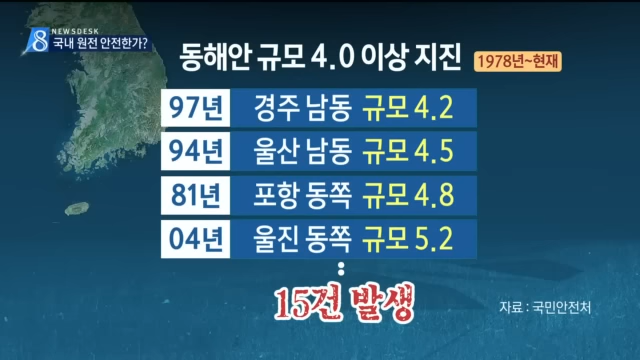 8 NEWSDESK
국내 원전 안전한가?
동해안 규모 4.0 이상 지진 1978년~현재
97년 경주 남동 규모 4.2
94년 울산 남동 규모 4.5
81년 포항 동쪽 규모 4.8
04년 울진 동쪽 규모 5.2
:
15건 발생
자료 : 국민안전처